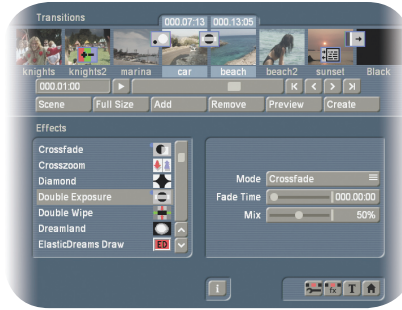 Transitions
000.07:13 000.13:05
knights knights2 marina car beach beach2 sunset Black
000.01:00
Scene Full Size Add Remove Preview Create
Effects
Crossfade
Crosszoom
Diamond
Double Exposure
Double Wipe
Dreamland
ElasticDreams Draw
ED
Mode Crossfade
Fade Time 000.00:00
Mix 50%
i
fx T